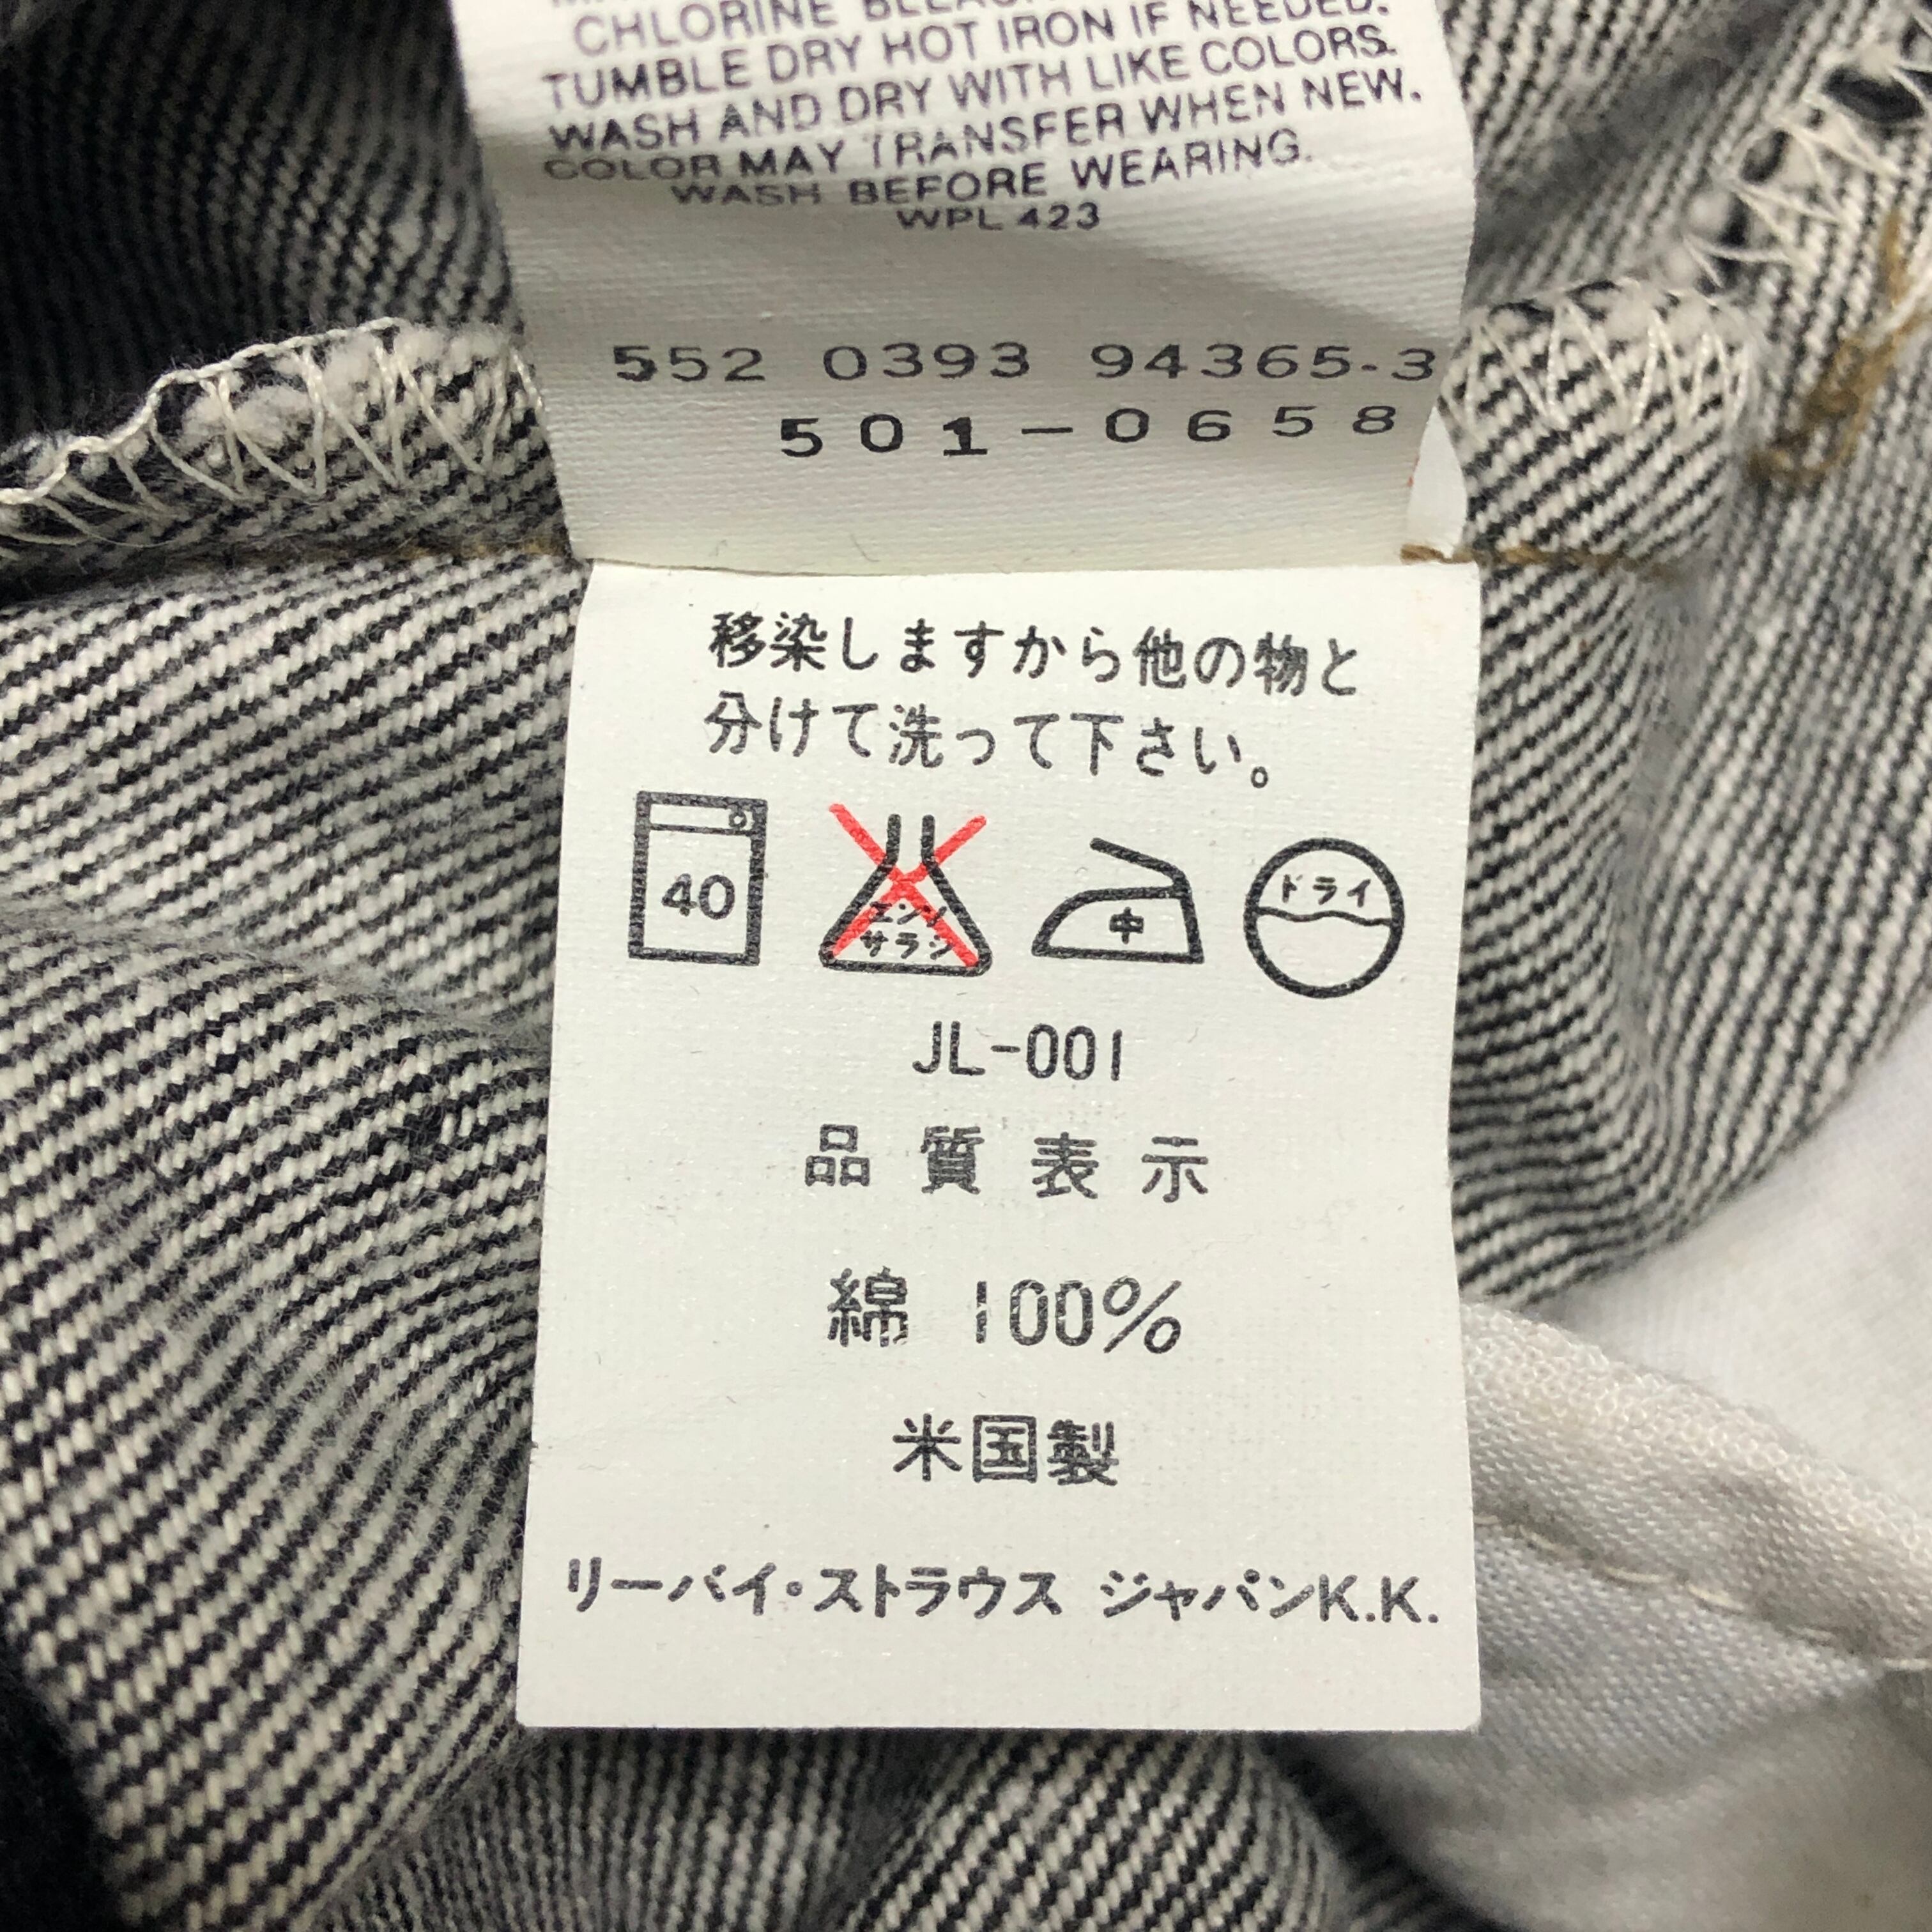 CHLORINE BLEACH
TUMBLE DRY HOT IRON IF NEEDED.
WASH AND DRY WITH LIKE COLORS.
COLOR MAY TRANSFER WHEN NEW.
WASH BEFORE WEARING.
WPL 423
552 0393 94365-3
501-0658
移染しますから他の物と
分けて洗って下さい。
40
エンソ
サラシ
中
ドライ
JL-001
品質表示
綿 100%
米国製
リーバイ・ストラウス ジャパンK.K.